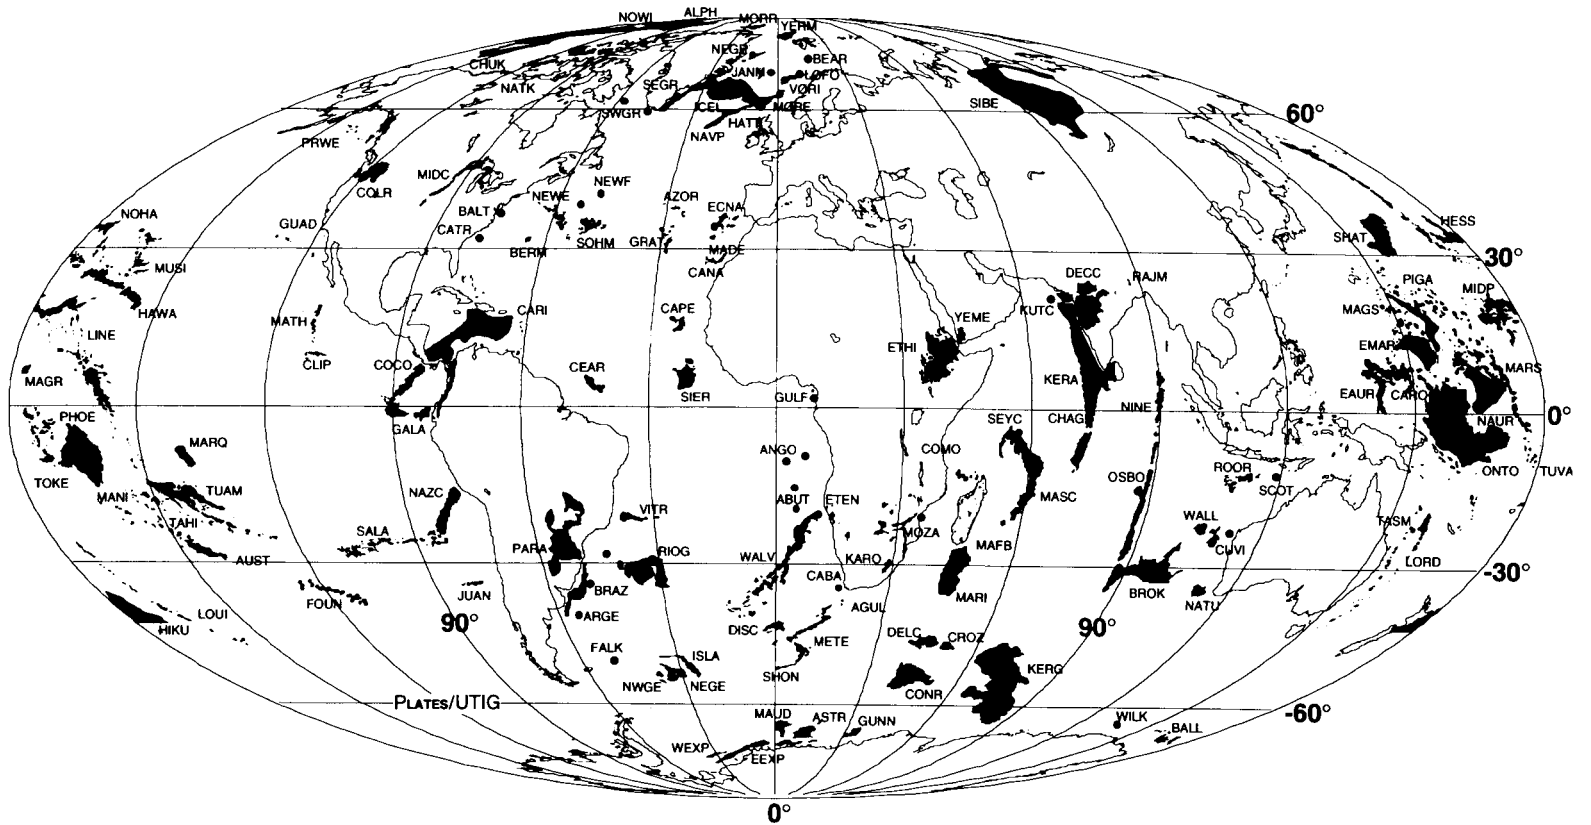 NOWI
ALPH
MORR
YERM
CHUK
NATK
NEGR
BEAR
JANM
LOFO
SEGR
VØRI
SIBE
SWGR
ICEL
MØRE
60°
HATT
NAVP
PRWE
COLR
MIDC
NEWE
NEWF
AZOR
ECNA
NOHA
GUAD
BALT
CATR
BERM
SOHM
GRAT
MADE
SHAT
HESS
30°
MUSI
CANA
DECC
RAJM
PIGA
MIDP
HAWA
MATH
CARI
CAPE
YEME
KUTC
MAGS
LINE
ETHI
EMAR
CLIP
COCO
CEAR
MARS
MAGR
SIER
GULF
KERA
EAUR
CARO
PHOE
GALA
SEYC
CHAG
NINE
NAUR
0°
MARQ
ANGO
COMO
TOKE
MANI
TUAM
NAZC
ABUT
ETEN
MASC
OSBO
ROOR
SCOT
ONTO
TUVA
TAHI
SALA
VITR
MOZA
WALL
TASM
AUST
PARA
RIOG
WALV
KARO
MAFB
CUVI
LORD
-30°
FOUN
JUAN
BRAZ
CABA
MARI
BROK
NATU
HIKU
LOUI
90°
ARGE
AGUL
90°
DISC
METE
DELC
CROZ
FALK
ISLA
NWGE
NEGE
SHON
CONR
KERG
PLATES/UTIG
MAUD
ASTR
GUNN
WILK
BALL
-60°
WEXP
EEXP
0°